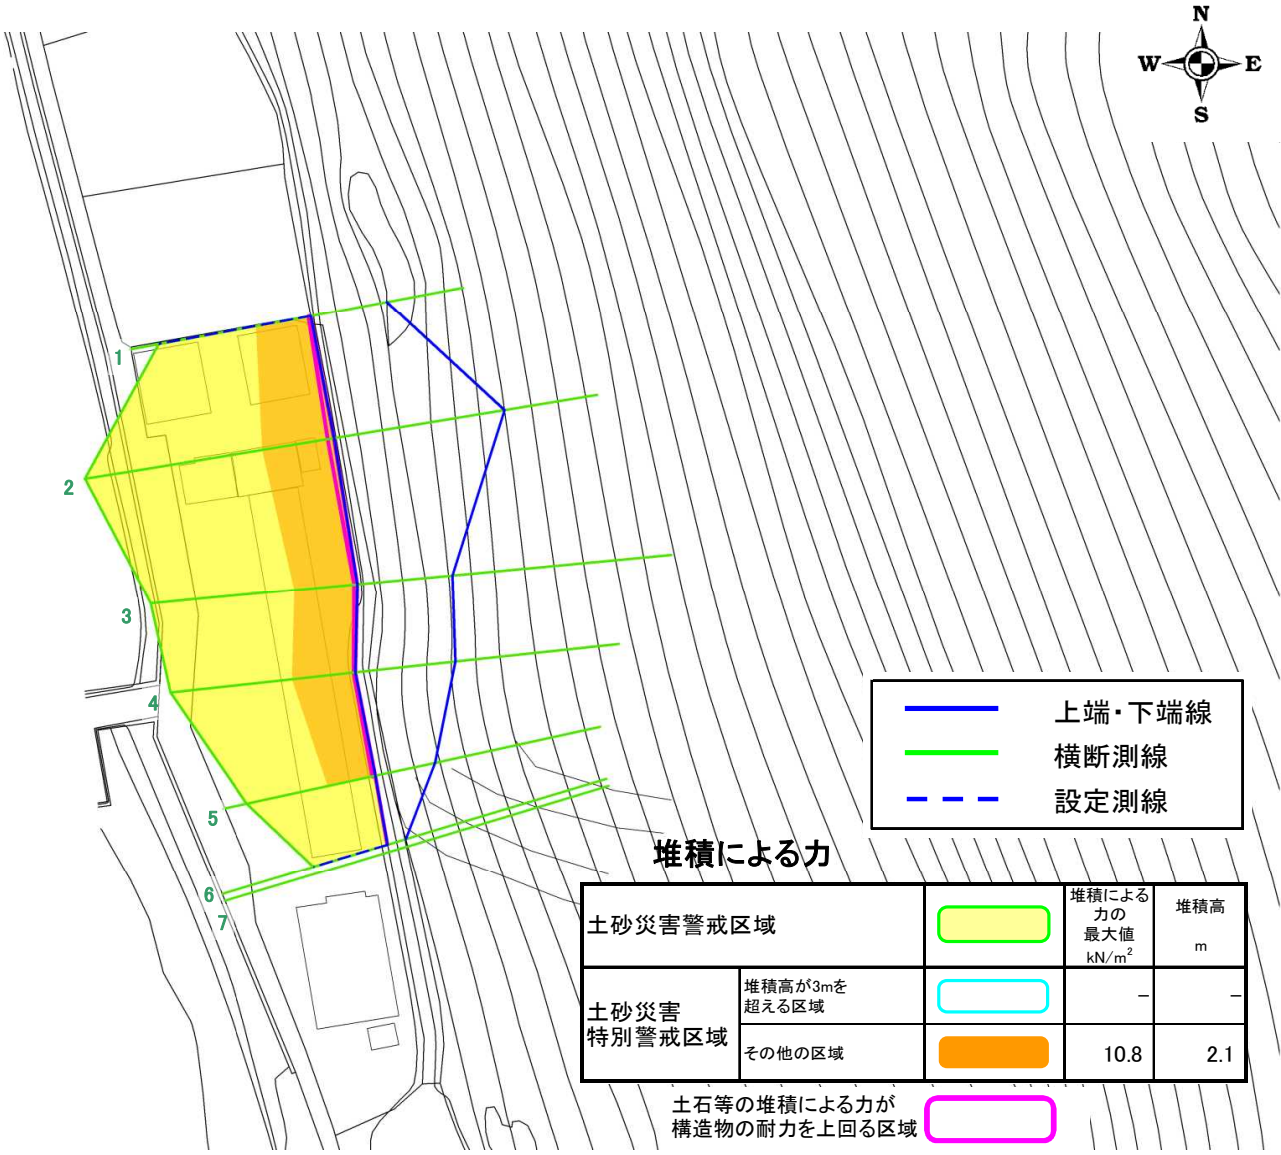 N
W E
S
1
2
3
4
5
6
7
上端・下端線
横断測線
設定測線
堆積による力
土砂災害警戒区域
堆積による
力の
最大値
kN/m²
堆積高
m
土砂災害
特別警戒区域
堆積高が3mを
超える区域
－ －
その他の区域
10.8 2.1
土石等の堆積による力が
構造物の耐力を上回る区域